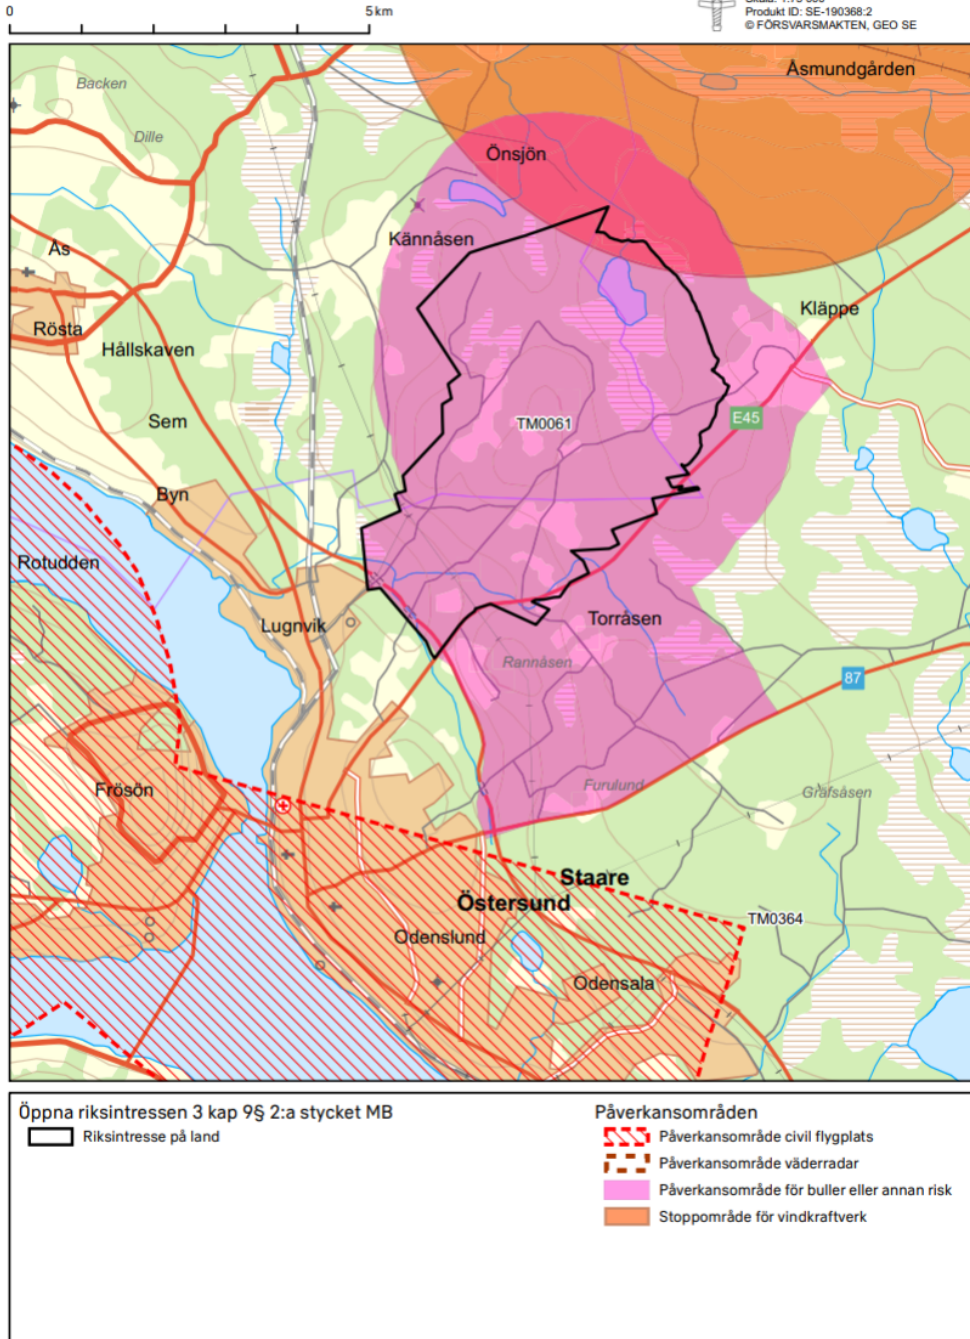 0
5 km
Produkt ID: SE-190368:2
© FÖRSVARSMAKTEN, GEO SE
Åsmundgården
Backen
Dille
Önsjön
Ås
Kännåsen
Kläppe
Rösta
Hållskaven
Sem
TM0061
E45
Byn
Rotudden
Lugnvik
Torråsen
Rannåsen
87
Frösön
Furulund
Gräfsåsen
Staare
Östersund
TM0364
Odenslund
Odensala
Öppna riksintressen 3 kap 9§ 2:a stycket MB
Riksintresse på land
Påverkansområden
Påverkansområde civil flygplats
Påverkansområde väderradar
Påverkansområde för buller eller annan risk
Stoppområde för vindkraftverk